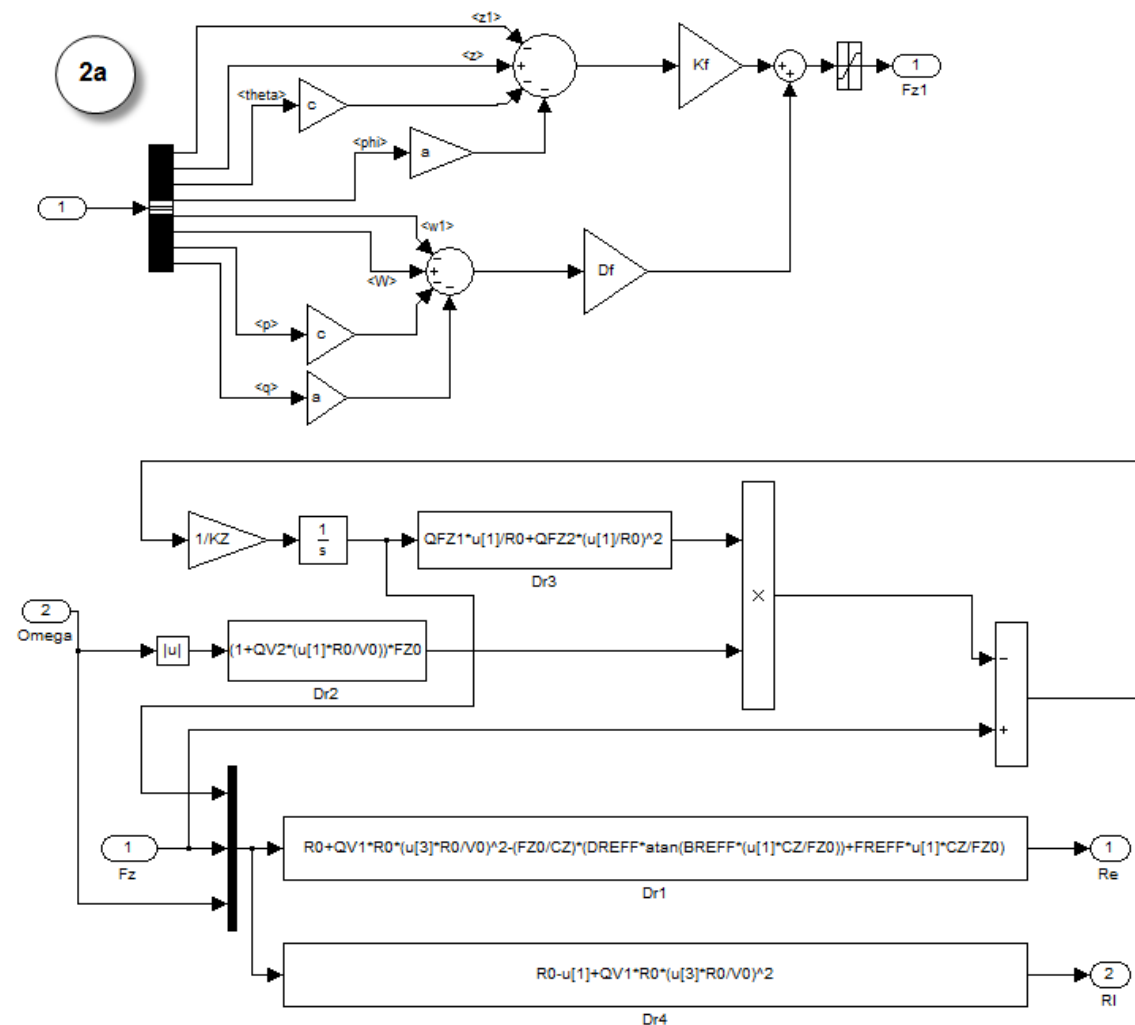 2a
<z1>
<z>
<theta>
c
<phi>
a
Kf
+
+
1
Fz1
−
+
−
−
1
<w1>
<W>
−
+
−
−
Df
<p>
c
<q>
a
1/KZ
1
s
QFZ1*u[1]/R0+QFZ2*(u[1]/R0)^2
Dr3
×
2
Omega
|u|
(1+QV2*(u[1]*R0/V0))*FZ0
Dr2
−
+
1
Fz
R0+QV1*R0*(u[3]*R0/V0)^2-(FZ0/CZ)*(DREFF*atan(BREFF*(u[1]*CZ/FZ0))+FREFF*u[1]*CZ/FZ0)
Dr1
1
Re
R0-u[1]+QV1*R0*(u[3]*R0/V0)^2
Dr4
2
Rl